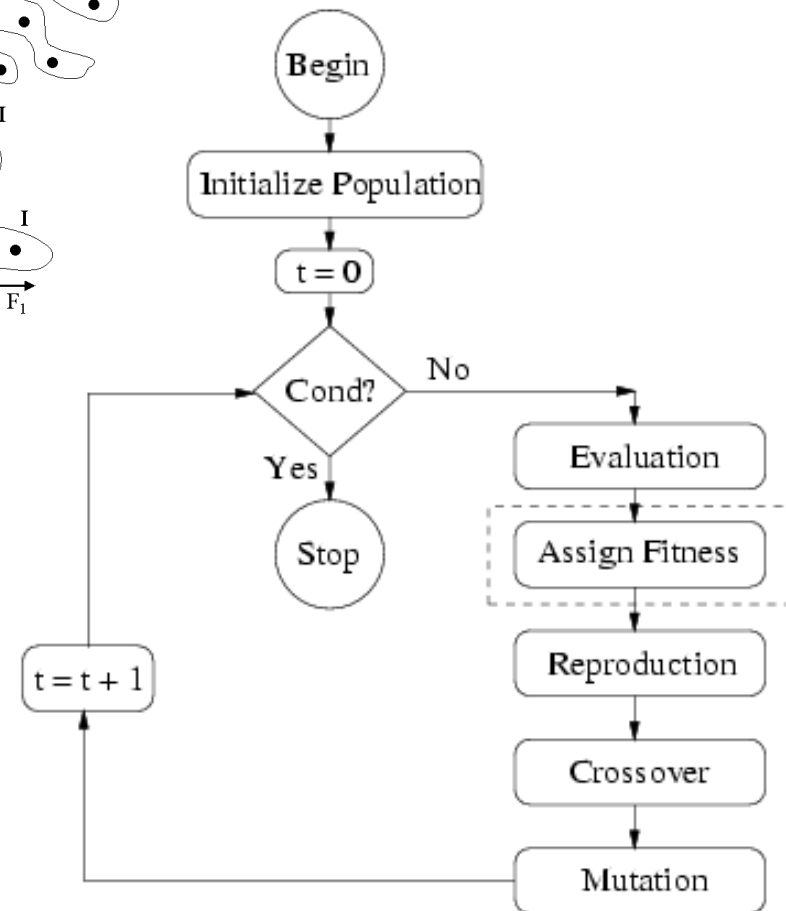 I
I
F₁
Begin
Initialize Population
t = 0
Cond?
No
Yes
Stop
Evaluation
Assign Fitness
Reproduction
Crossover
Mutation
t = t + 1